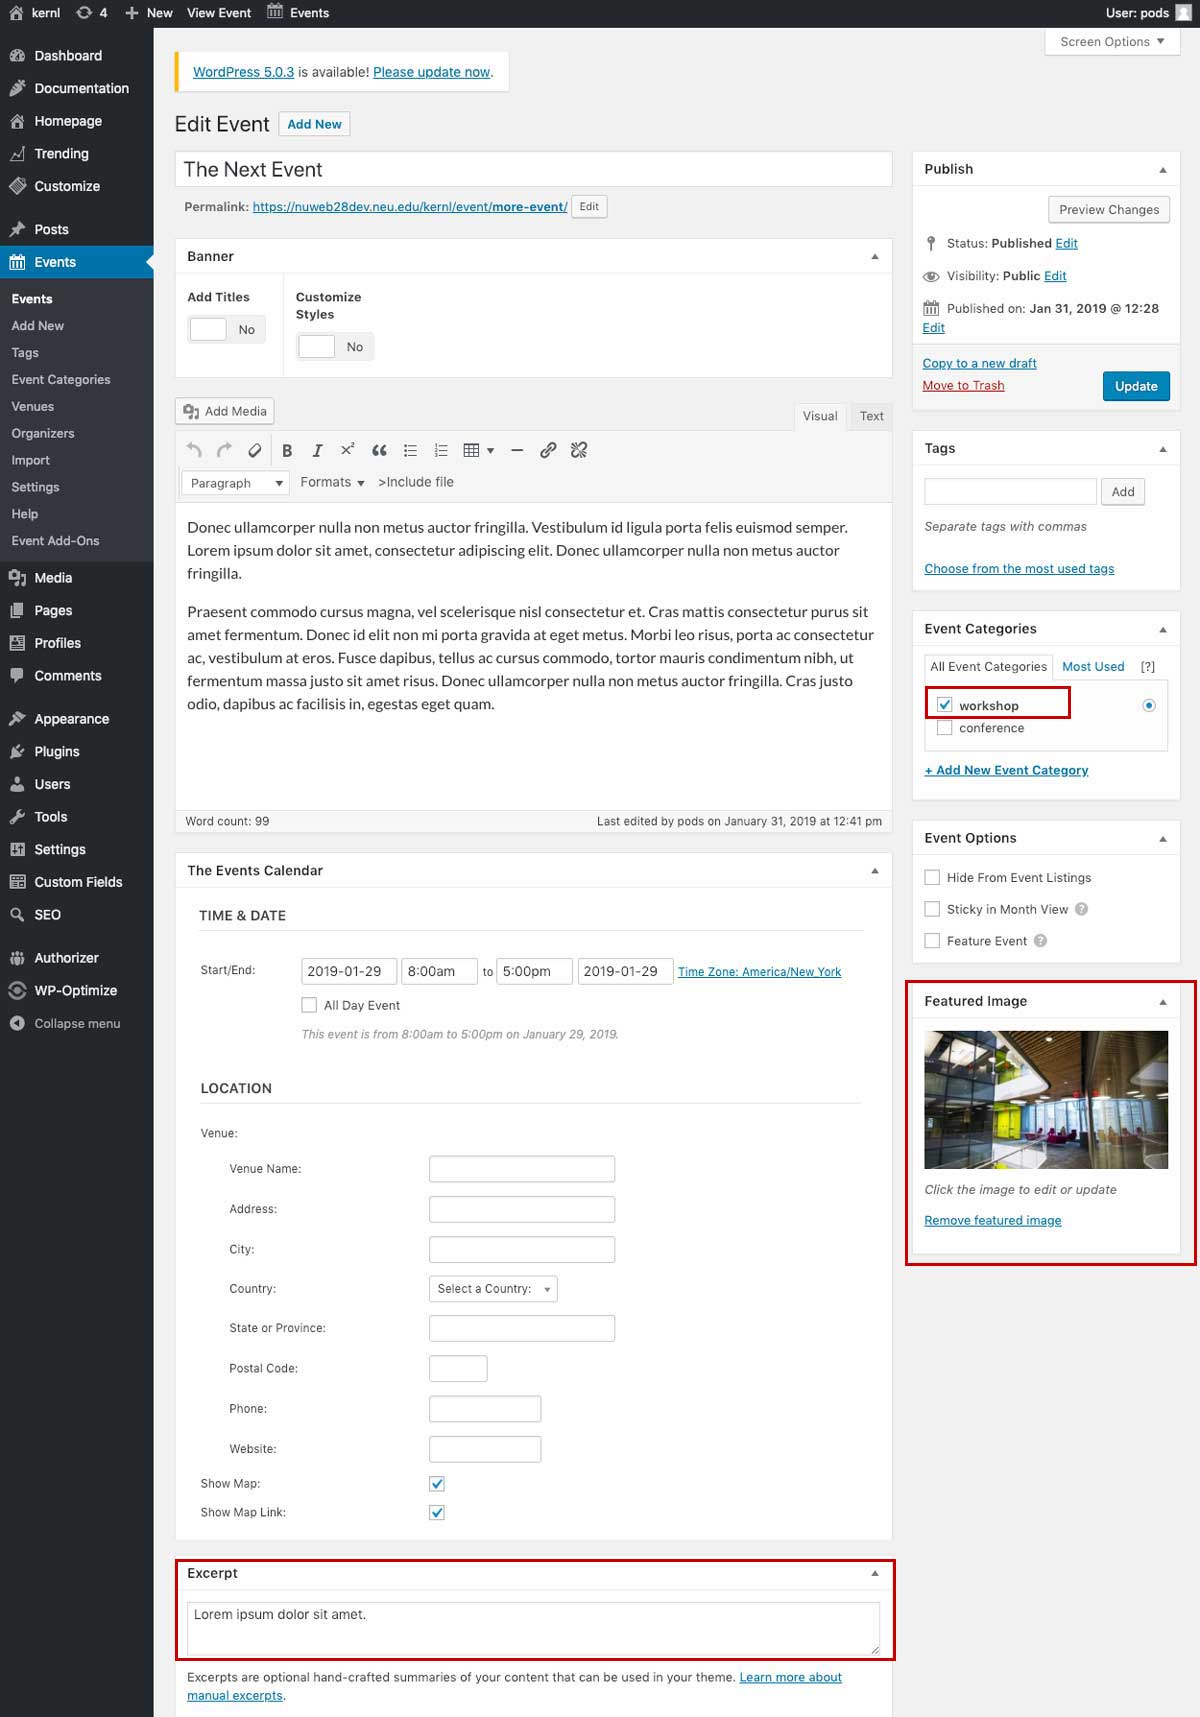 kernl 4 New View Event Events User: pods
Screen Options
Dashboard
Documentation
Homepage
Trending
Customize
Posts
Events
Events
Add New
Tags
Event Categories
Venues
Organizers
Import
Settings
Help
Event Add-Ons
Media
Pages
Profiles
Comments
Appearance
Plugins
Users
Tools
Settings
Custom Fields
SEO
Authorizer
WP-Optimize
Collapse menu
WordPress 5.0.3 is available! Please update now.
Edit Event Add New
The Next Event
Permalink: https://nuweb28dev.neu.edu/kernl/event/more-event/ Edit
Banner
Add Titles
No
Customize
Styles
No
Add Media
Visual Text
B I x²
Paragraph Formats >Include file
Donec ullamcorper nulla non metus auctor fringilla. Vestibulum id ligula porta felis euismod semper.
Lorem ipsum dolor sit amet, consectetur adipiscing elit. Donec ullamcorper nulla non metus auctor
fringilla.
Praesent commodo cursus magna, vel scelerisque nisl consectetur et. Cras mattis consectetur purus sit
amet fermentum. Donec id elit non mi porta gravida at eget metus. Morbi leo risus, porta ac consectetur
ac, vestibulum at eros. Fusce dapibus, tellus ac cursus commodo, tortor mauris condimentum nibh, ut
fermentum massa justo sit amet risus. Donec ullamcorper nulla non metus auctor fringilla. Cras justo
odio, dapibus ac facilisis in, egestas eget quam.
Word count: 99 Last edited by pods on January 31, 2019 at 12:41 pm
The Events Calendar
TIME & DATE
Start/End: 2019-01-29 8:00am to 5:00pm 2019-01-29 Time Zone: America/New York
All Day Event
This event is from 8:00am to 5:00pm on January 29, 2019.
LOCATION
Venue:
Venue Name:
Address:
City:
Country: Select a Country:
State or Province:
Postal Code:
Phone:
Website:
Show Map:
Show Map Link:
Excerpt
Lorem ipsum dolor sit amet.
Excerpts are optional hand-crafted summaries of your content that can be used in your theme. Learn more about
manual excerpts.
Publish
Preview Changes
Status: Published Edit
Visibility: Public Edit
Published on: Jan 31, 2019 @ 12:28
Edit
Copy to a new draft
Move to Trash
Update
Tags
Add
Separate tags with commas
Choose from the most used tags
Event Categories
All Event Categories Most Used [?]
workshop
conference
+ Add New Event Category
Event Options
Hide From Event Listings
Sticky in Month View ?
Feature Event ?
Featured Image
Click the image to edit or update
Remove featured image